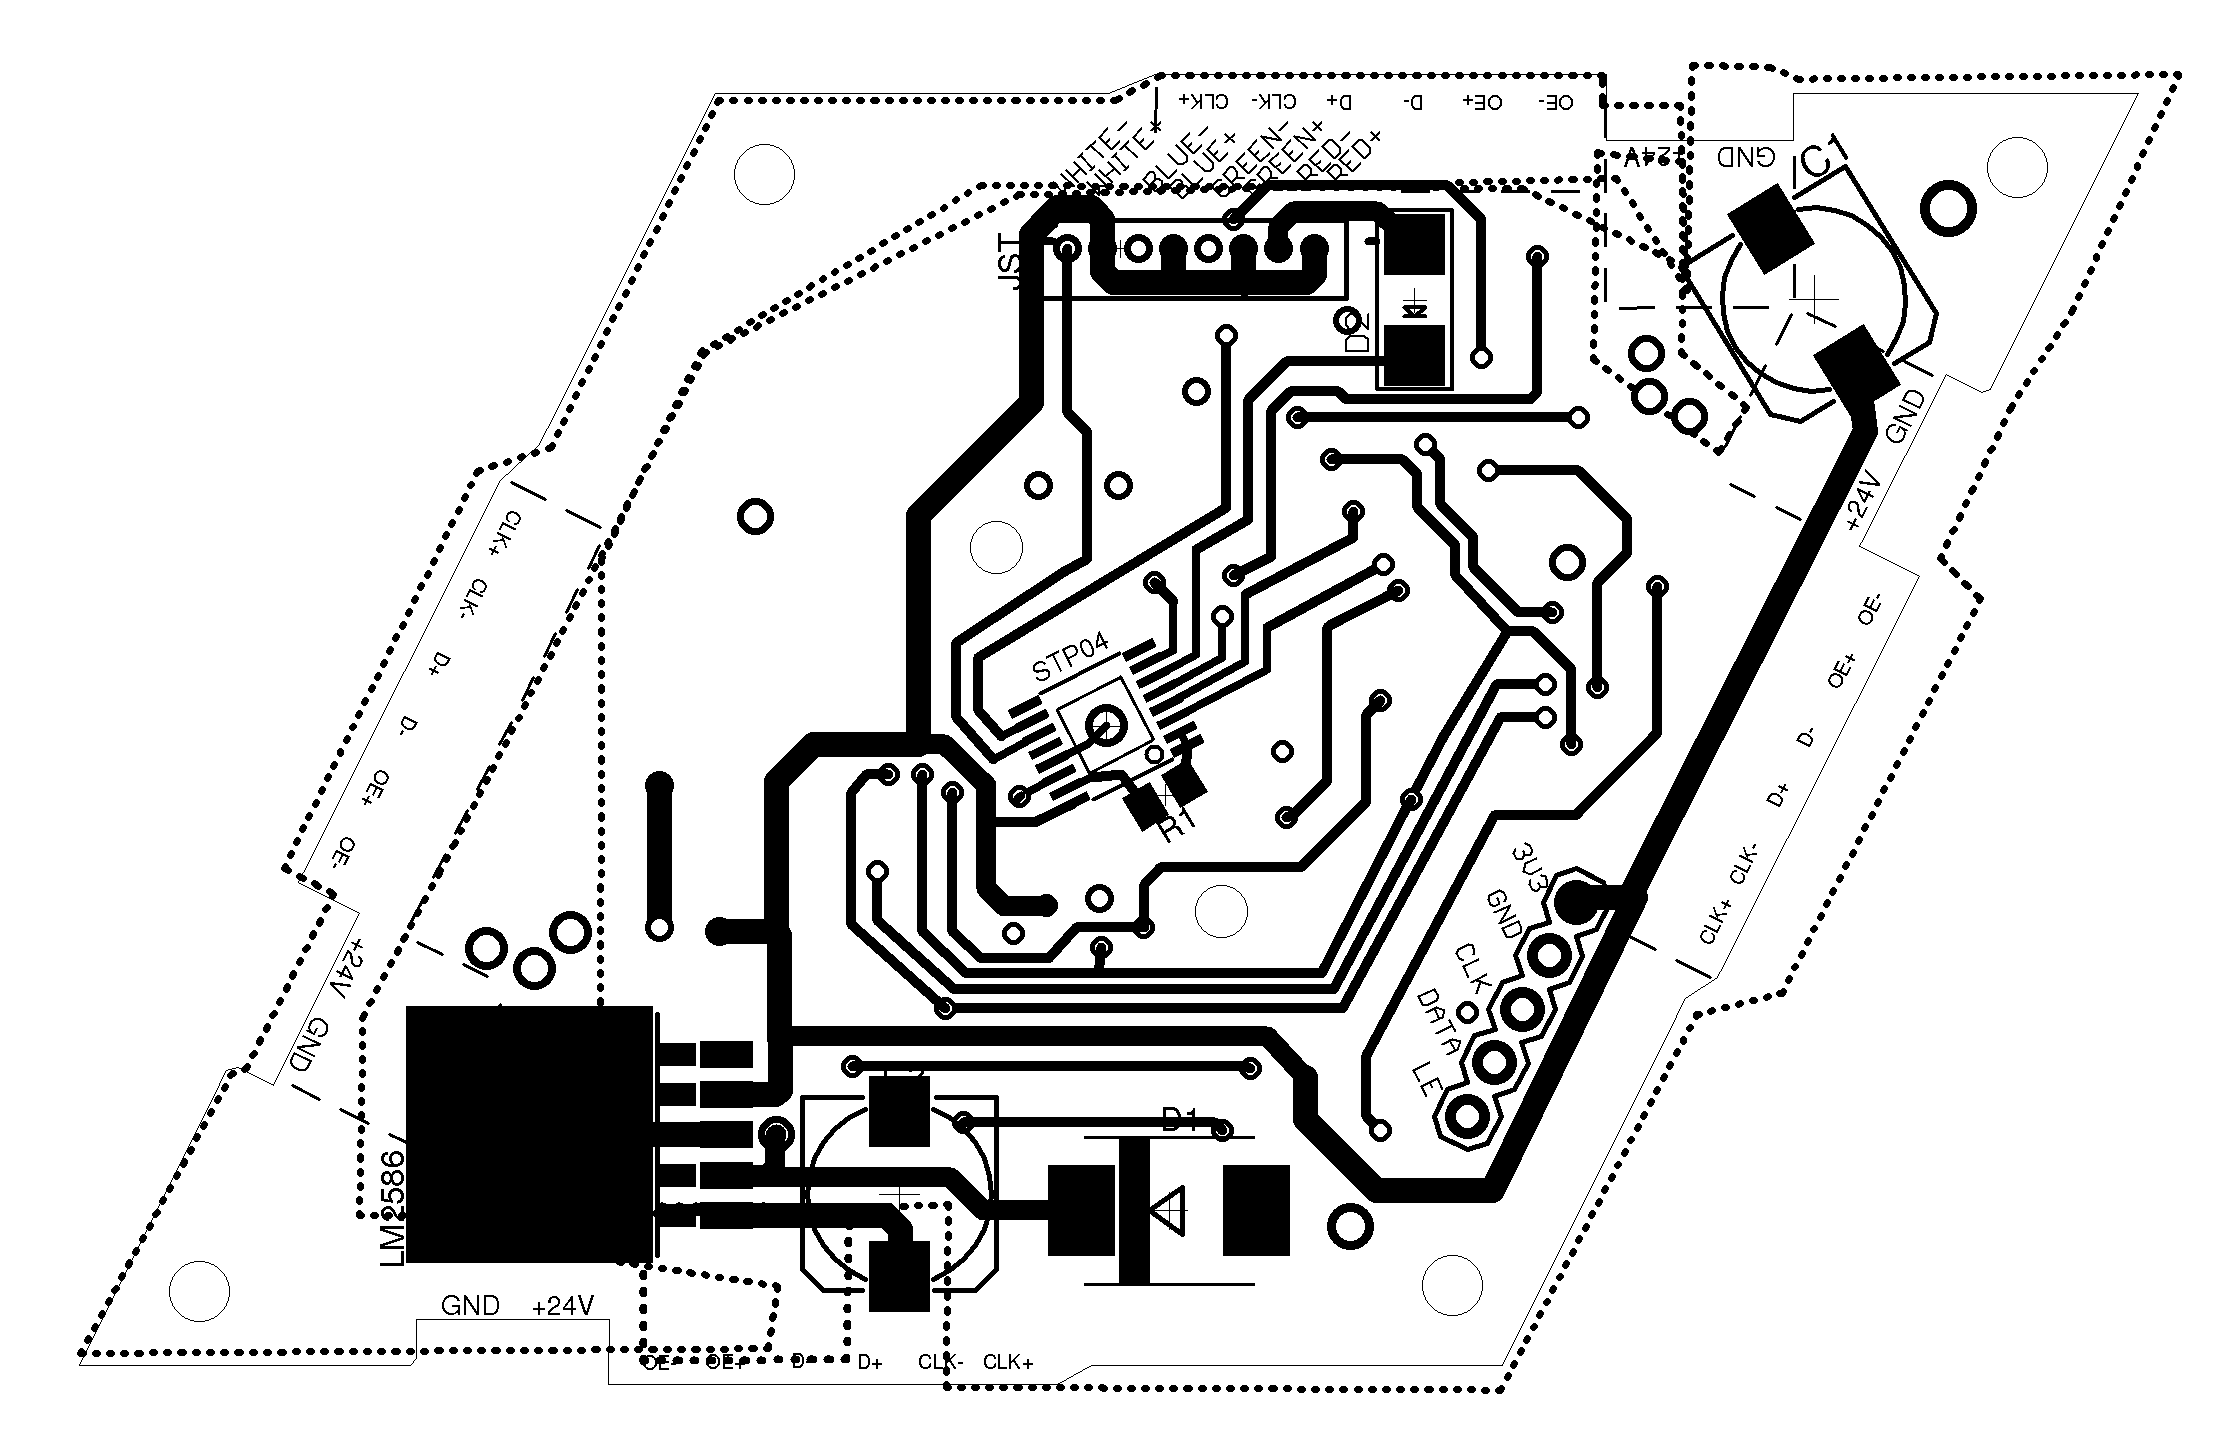 CLK+ CLK- D+ D- OE+ OE-
WHITE-
WHITE+
BLUE-
BLUE+
GREEN-
GREEN+
RED-
RED+
+24V GND
C1
JST
D2
GND
+24V
CLK+
CLK-
D+
D-
OE+
OE-
+24V
GND
STP04
R1
OE-
OE+
D-
D+
CLK-
CLK+
3V3
GND
CLK
DATA
LE
D1
LM2586
GND +24V
OE- OE+ D- D+ CLK- CLK+